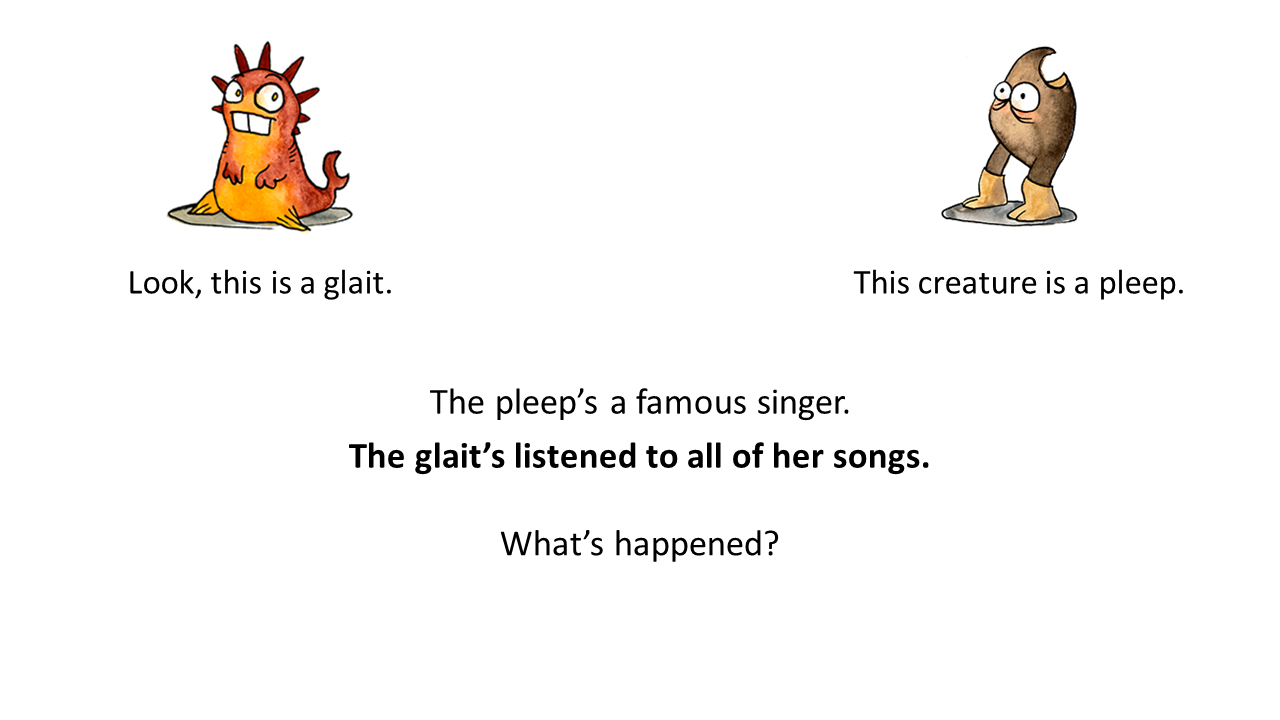 Look, this is a glait.
This creature is a pleep.
The pleep’s a famous singer.
The glait’s listened to all of her songs.
What’s happened?